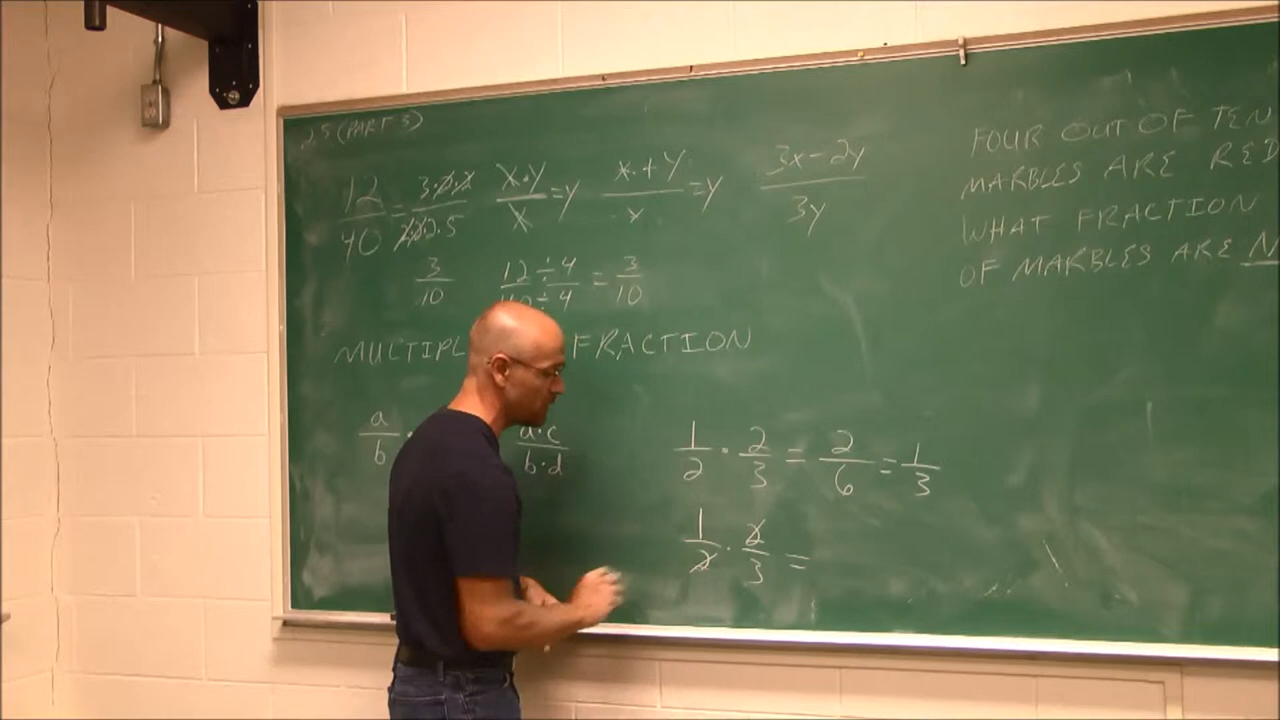 2.5 (PART 3)
12/40 = 3·2·2/2·2·2·5
x·y/x = y
x+y/x = y
3x-2y/3y
3/10
12÷4/40÷4 = 3/10
FOUR OUT OF TEN
MARBLES ARE RED
WHAT FRACTION
OF MARBLES ARE
FRACTION
a/b ·
a·c/b·d
1/2 · 2/3 = 2/6 = 1/3
1/2 · 2/3 =